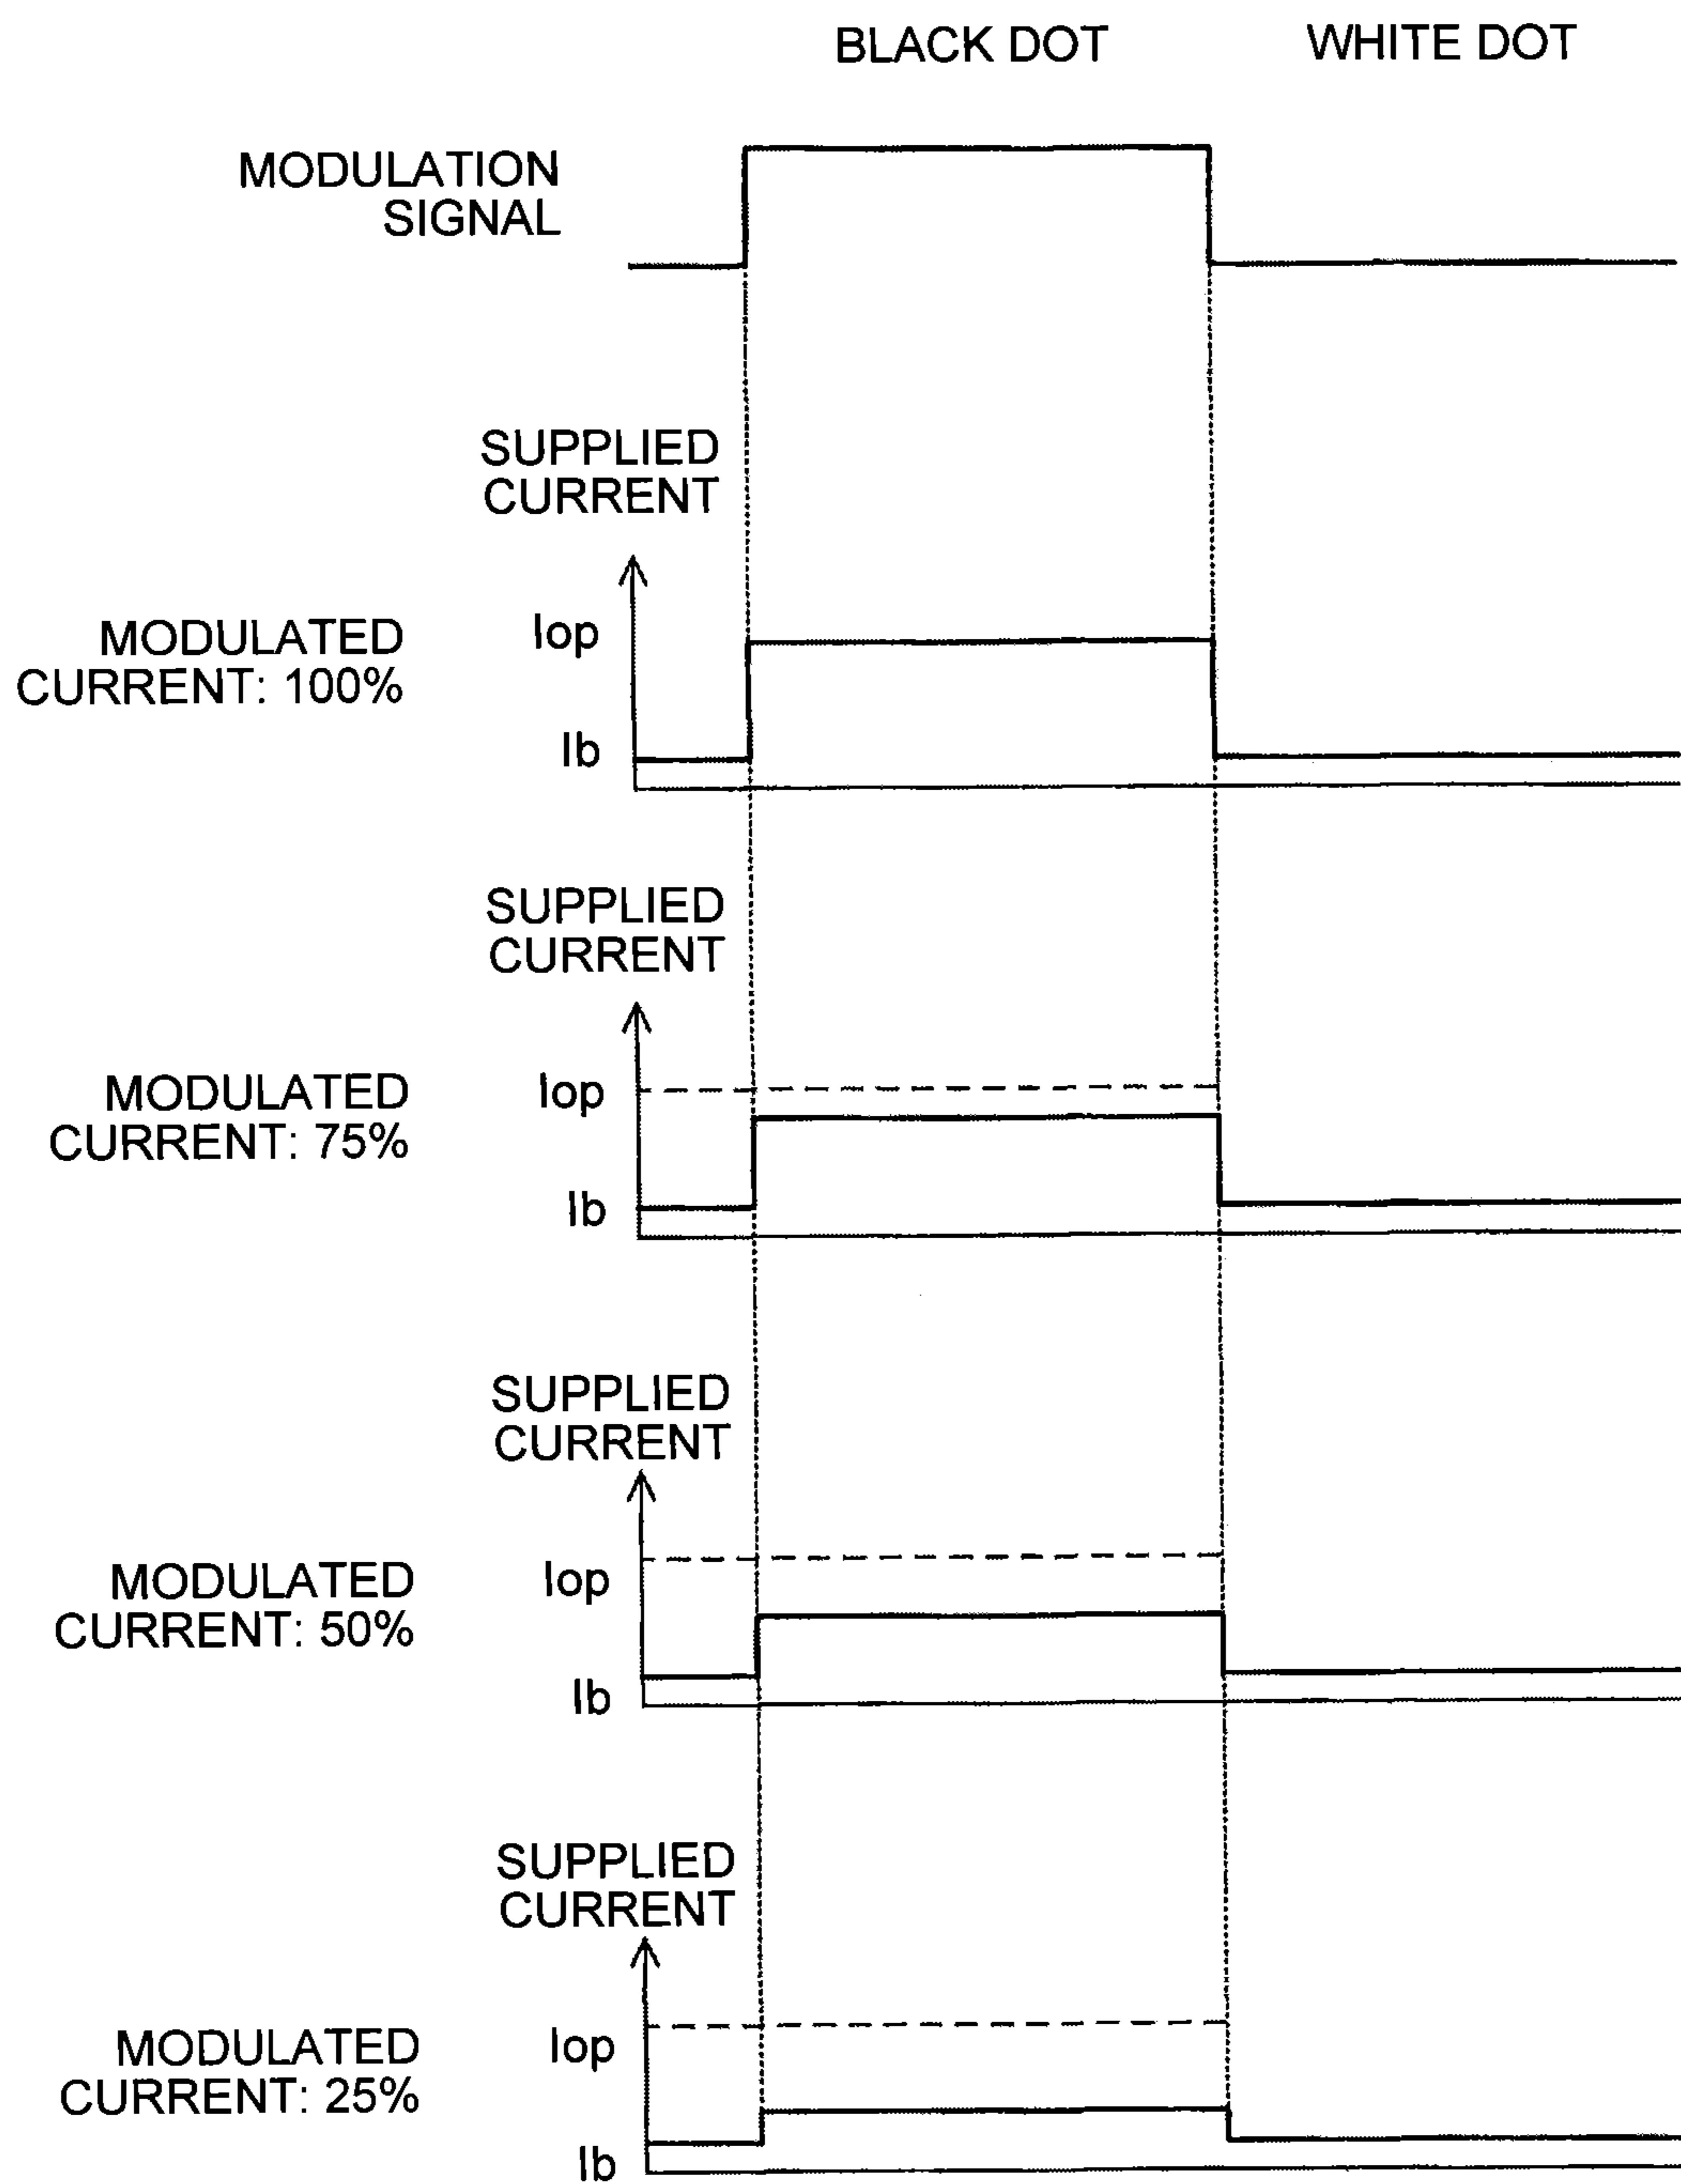 BLACK DOT
WHITE DOT
MODULATION
SIGNAL
SUPPLIED
CURRENT
MODULATED
CURRENT: 100%
Iop
Ib
SUPPLIED
CURRENT
MODULATED
CURRENT: 75%
Iop
Ib
SUPPLIED
CURRENT
MODULATED
CURRENT: 50%
Iop
Ib
SUPPLIED
CURRENT
MODULATED
CURRENT: 25%
Iop
Ib